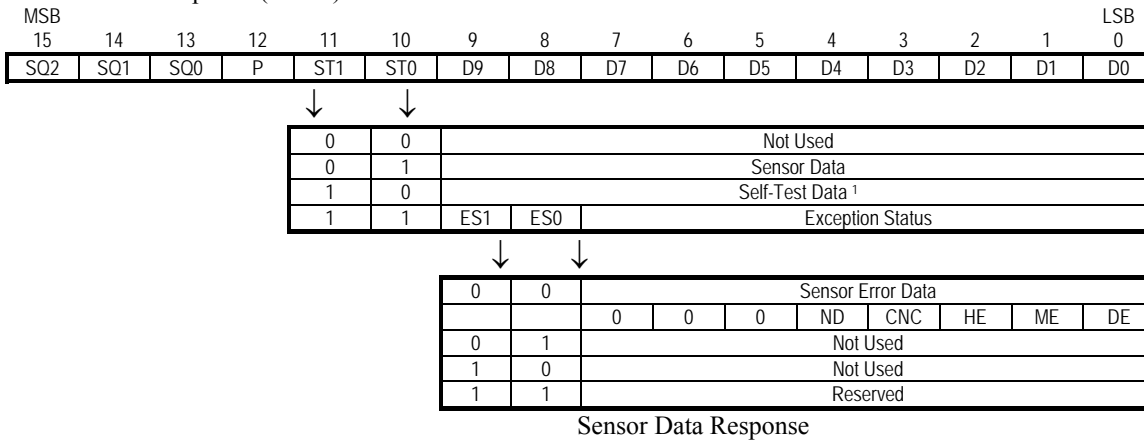 MSB LSB
15 14 13 12 11 10 9 8 7 6 5 4 3 2 1 0
SQ2 SQ1 SQ0 P ST1 ST0 D9 D8 D7 D6 D5 D4 D3 D2 D1 D0
↓ ↓
0 0 Not Used
0 1 Sensor Data
1 0 Self-Test Data 1
1 1 ES1 ES0 Exception Status
↓ ↓
0 0 Sensor Error Data
0 0 0 ND CNC HE ME DE
0 1 Not Used
1 0 Not Used
1 1 Reserved
Sensor Data Response